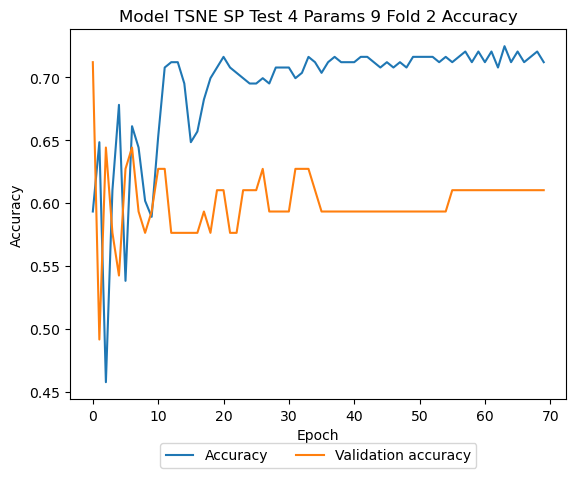 Model TSNE SP Test 4 Params 9 Fold 2 Accuracy
0.70
0.65
0.60
0.55
0.50
0.45
Accuracy
0 10 20 30 40 50 60 70
Epoch
Accuracy Validation accuracy